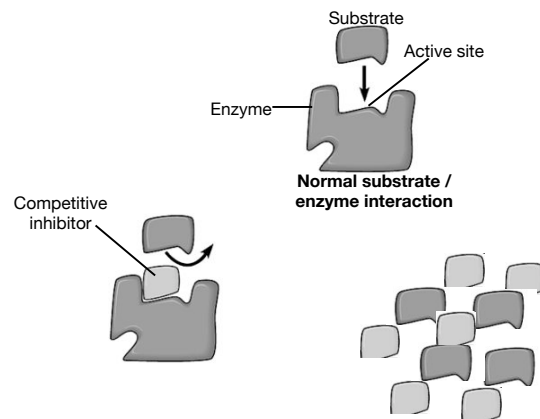 Substrate
Active site
Enzyme
Normal substrate /
enzyme interaction
Competitive
inhibitor